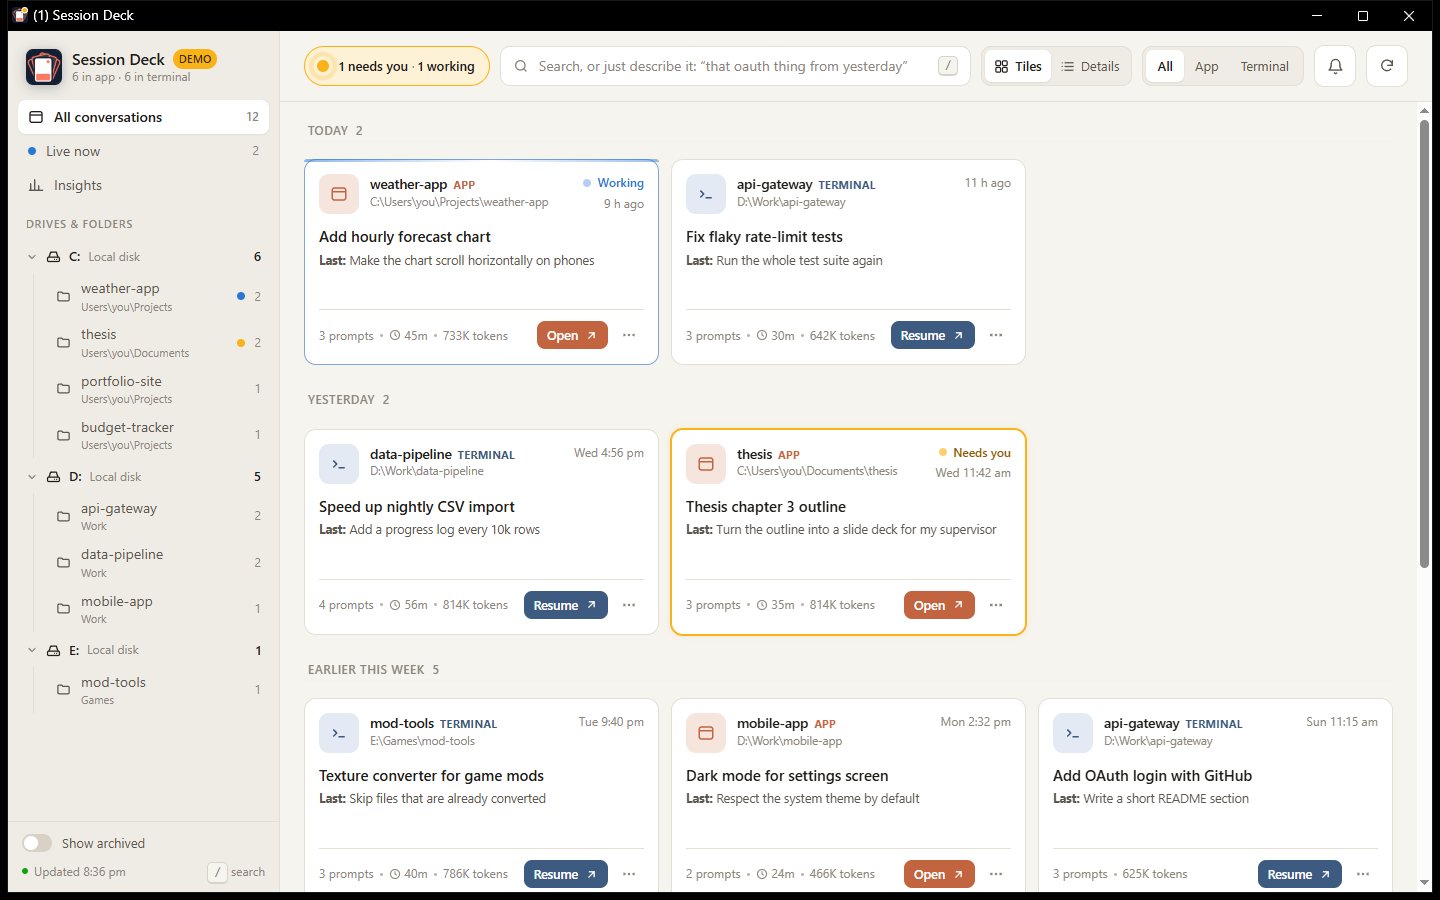 (1) Session Deck
Session Deck DEMO
6 in app · 6 in terminal
All conversations 12
Live now 2
Insights
DRIVES & FOLDERS
C: Local disk 6
weather-app 2
Users\you\Projects
thesis 2
Users\you\Documents
portfolio-site 1
Users\you\Projects
budget-tracker 1
Users\you\Projects
D: Local disk 5
api-gateway 2
Work
data-pipeline 2
Work
mobile-app 1
Work
E: Local disk 1
mod-tools 1
Games
Show archived
Updated 8:36 pm / search
1 needs you · 1 working
Search, or just describe it: “that oauth thing from yesterday” /
Tiles Details
All App Terminal
TODAY 2
weather-app APP Working
C:\Users\you\Projects\weather-app 9 h ago
Add hourly forecast chart
Last: Make the chart scroll horizontally on phones
3 prompts • 45m • 733K tokens Open
api-gateway TERMINAL 11 h ago
D:\Work\api-gateway
Fix flaky rate-limit tests
Last: Run the whole test suite again
3 prompts • 30m • 642K tokens Resume
YESTERDAY 2
data-pipeline TERMINAL Wed 4:56 pm
D:\Work\data-pipeline
Speed up nightly CSV import
Last: Add a progress log every 10k rows
4 prompts • 56m • 814K tokens Resume
thesis APP Needs you
C:\Users\you\Documents\thesis Wed 11:42 am
Thesis chapter 3 outline
Last: Turn the outline into a slide deck for my supervisor
3 prompts • 35m • 814K tokens Open
EARLIER THIS WEEK 5
mod-tools TERMINAL Tue 9:40 pm
E:\Games\mod-tools
Texture converter for game mods
Last: Skip files that are already converted
3 prompts • 40m • 786K tokens Resume
mobile-app APP Mon 2:32 pm
D:\Work\mobile-app
Dark mode for settings screen
Last: Respect the system theme by default
2 prompts • 24m • 466K tokens Open
api-gateway TERMINAL Sun 11:15 am
D:\Work\api-gateway
Add OAuth login with GitHub
Last: Write a short README section
3 prompts • 625K tokens Resume